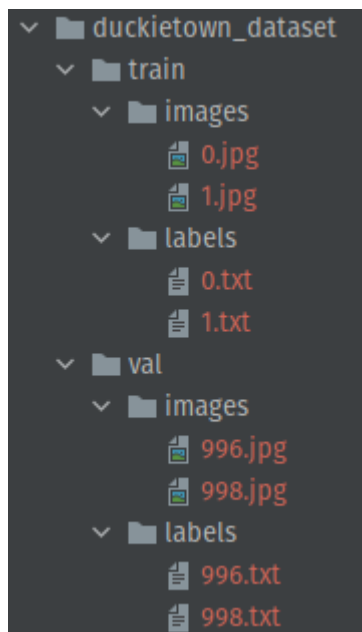 duckietown_dataset
train
images
0.jpg
1.jpg
labels
0.txt
1.txt
val
images
996.jpg
998.jpg
labels
996.txt
998.txt